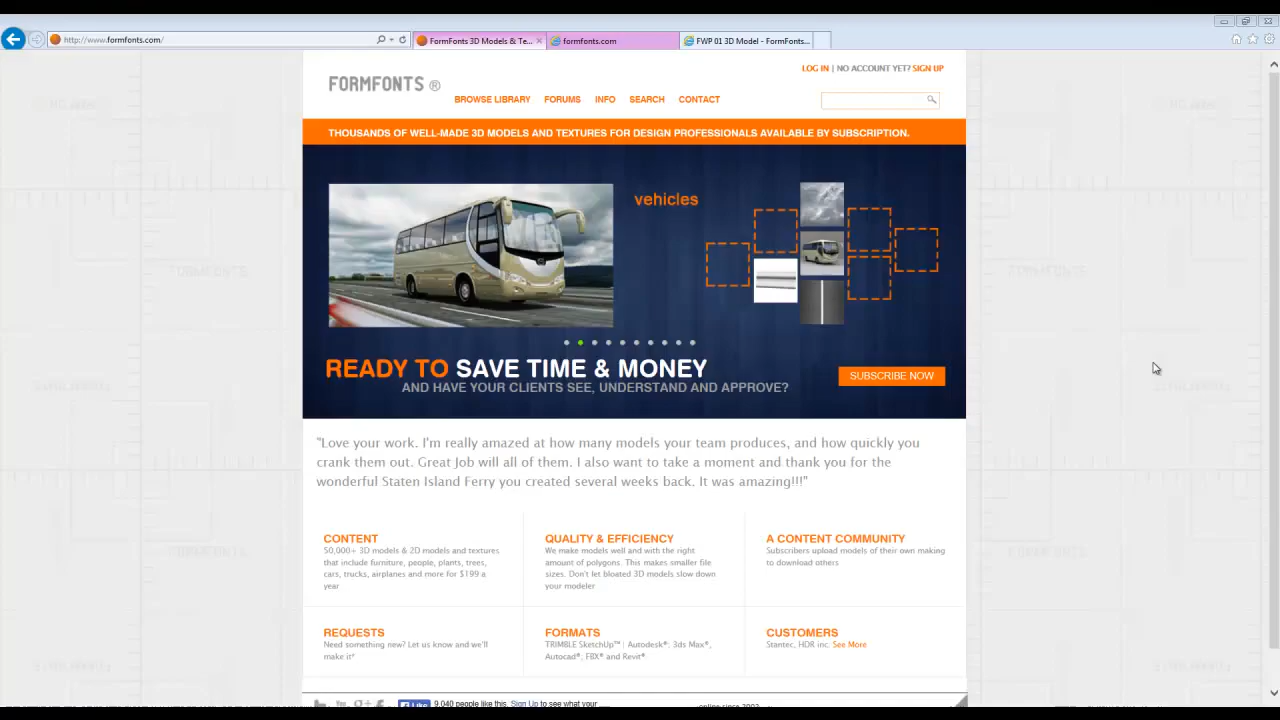 http://www.formfonts.com/
FormFonts 3D Models & Te...
formfonts.com
FWP 01 3D Model - FormFonts...
LOG IN | NO ACCOUNT YET? SIGN UP
FORMFONTS ®
BROWSE LIBRARY FORUMS INFO SEARCH CONTACT
THOUSANDS OF WELL-MADE 3D MODELS AND TEXTURES FOR DESIGN PROFESSIONALS AVAILABLE BY SUBSCRIPTION.
vehicles
READY TO SAVE TIME & MONEY
AND HAVE YOUR CLIENTS SEE, UNDERSTAND AND APPROVE?
SUBSCRIBE NOW
"Love your work. I'm really amazed at how many models your team produces, and how quickly you
crank them out. Great Job will all of them. I also want to take a moment and thank you for the
wonderful Staten Island Ferry you created several weeks back. It was amazing!!!"
CONTENT
50,000+ 3D models & 2D models and textures
that include furniture, people, plants, trees,
cars, trucks, airplanes and more for $199 a
year
QUALITY & EFFICIENCY
We make models well and with the right
amount of polygons. This makes smaller file
sizes. Don't let bloated 3D models slow down
your modeler
A CONTENT COMMUNITY
Subscribers upload models of their own making
to download others
REQUESTS
Need something new? Let us know and we'll
make it*
FORMATS
TRIMBLE SketchUp™ | Autodesk®: 3ds Max®,
Autocad®, FBX® and Revit®
CUSTOMERS
Stantec, HDR inc. See More
Like 9,040 people like this. Sign Up to see what your
online since 2002